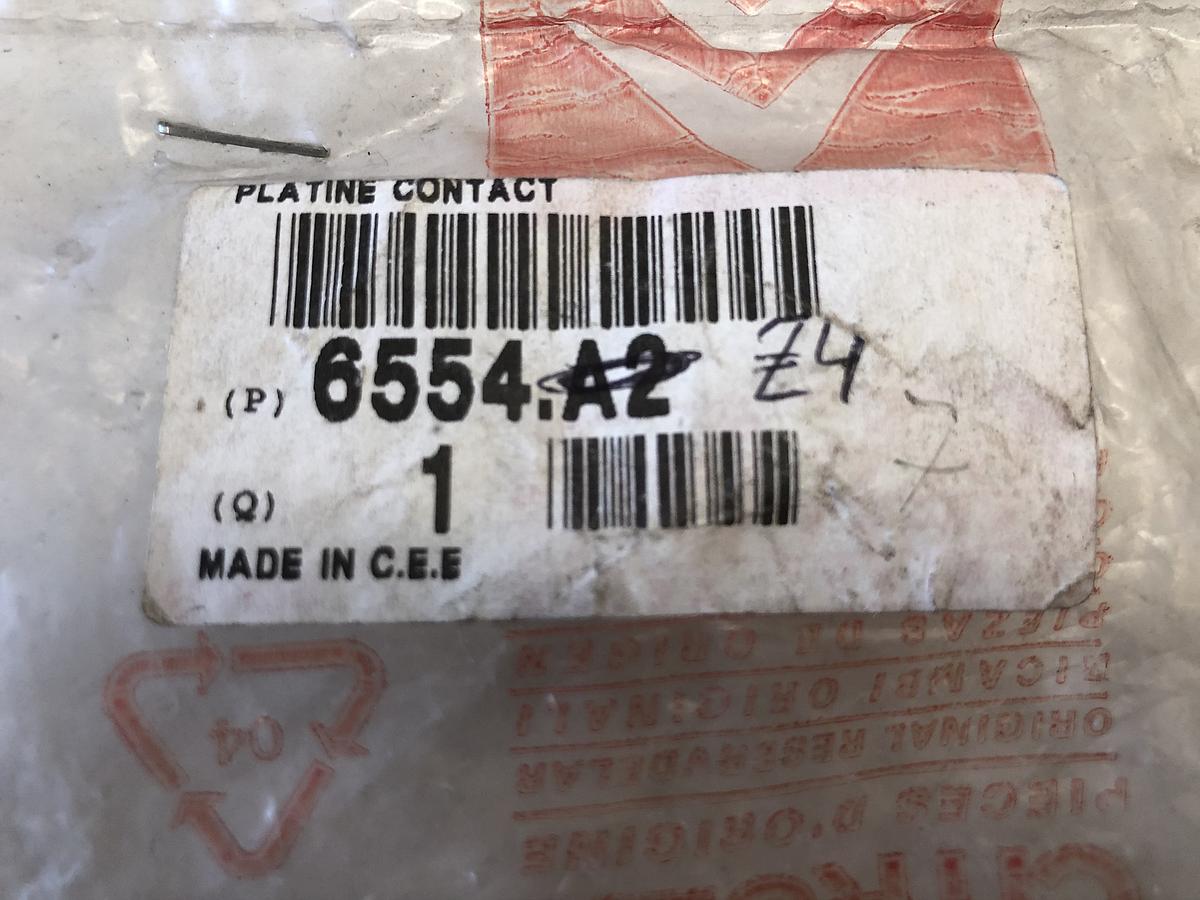 PLATINE CONTACT
(P) 6554.A2 Z4
(Q) 1
MADE IN C.E.E
PIEZAS DE ORIGEN
RICAMBI ORIGINALI
ORIGINAL RESERVDELAR
PIECES D'ORIGINE
04